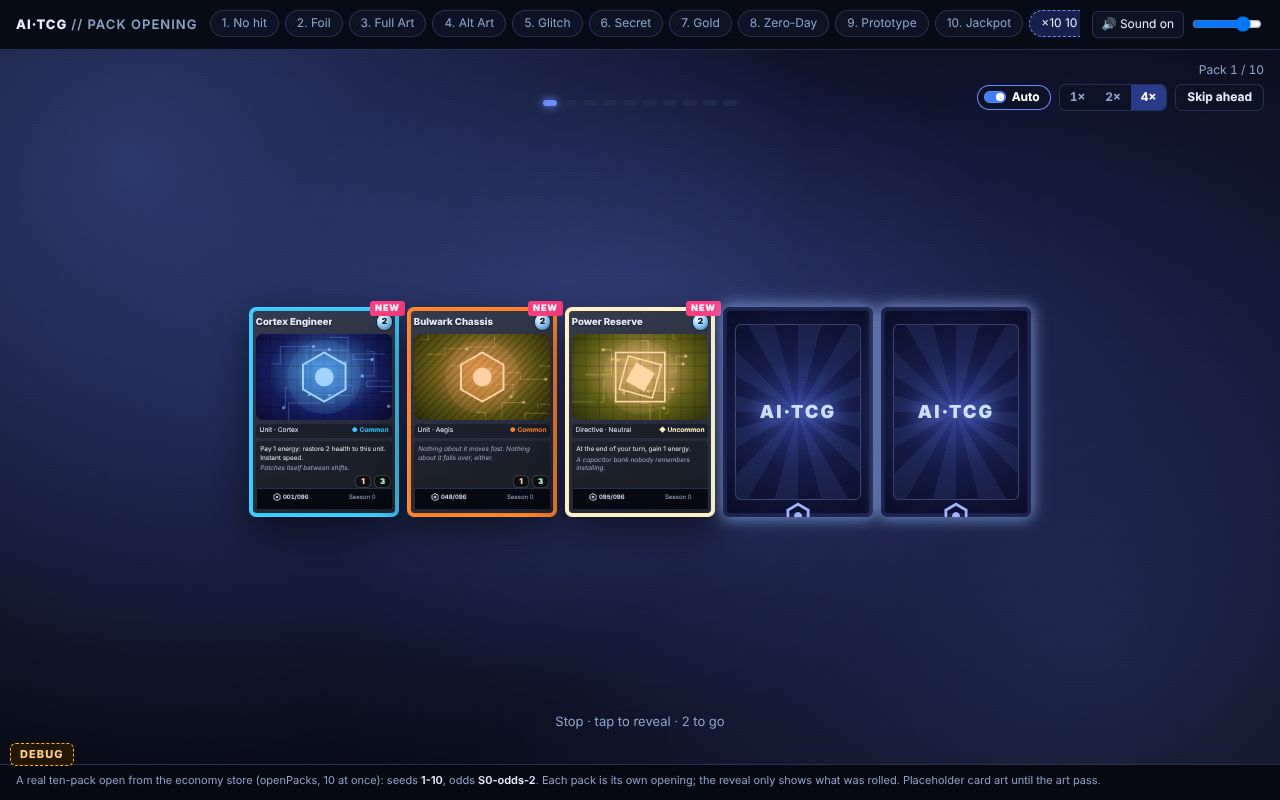 AI·TCG // PACK OPENING
1. No hit
2. Foil
3. Full Art
4. Alt Art
5. Glitch
6. Secret
7. Gold
8. Zero-Day
9. Prototype
10. Jackpot
×10 10
🔊 Sound on
Pack 1 / 10
Auto
1×
2×
4×
Skip ahead
NEW
Cortex Engineer
2
Unit · Cortex
Common
Pay 1 energy: restore 2 health to this unit.
Instant speed.
Patches itself between shifts.
1
3
001/096
Season 0
NEW
Bulwark Chassis
2
Unit · Aegis
Common
Nothing about it moves fast. Nothing
about it falls over, either.
1
3
048/096
Season 0
NEW
Power Reserve
2
Directive · Neutral
Uncommon
At the end of your turn, gain 1 energy.
A capacitor bank nobody remembers
installing.
095/096
Season 0
AI·TCG
AI·TCG
Stop · tap to reveal · 2 to go
DEBUG
A real ten-pack open from the economy store (openPacks, 10 at once): seeds 1-10, odds S0-odds-2. Each pack is its own opening; the reveal only shows what was rolled. Placeholder card art until the art pass.